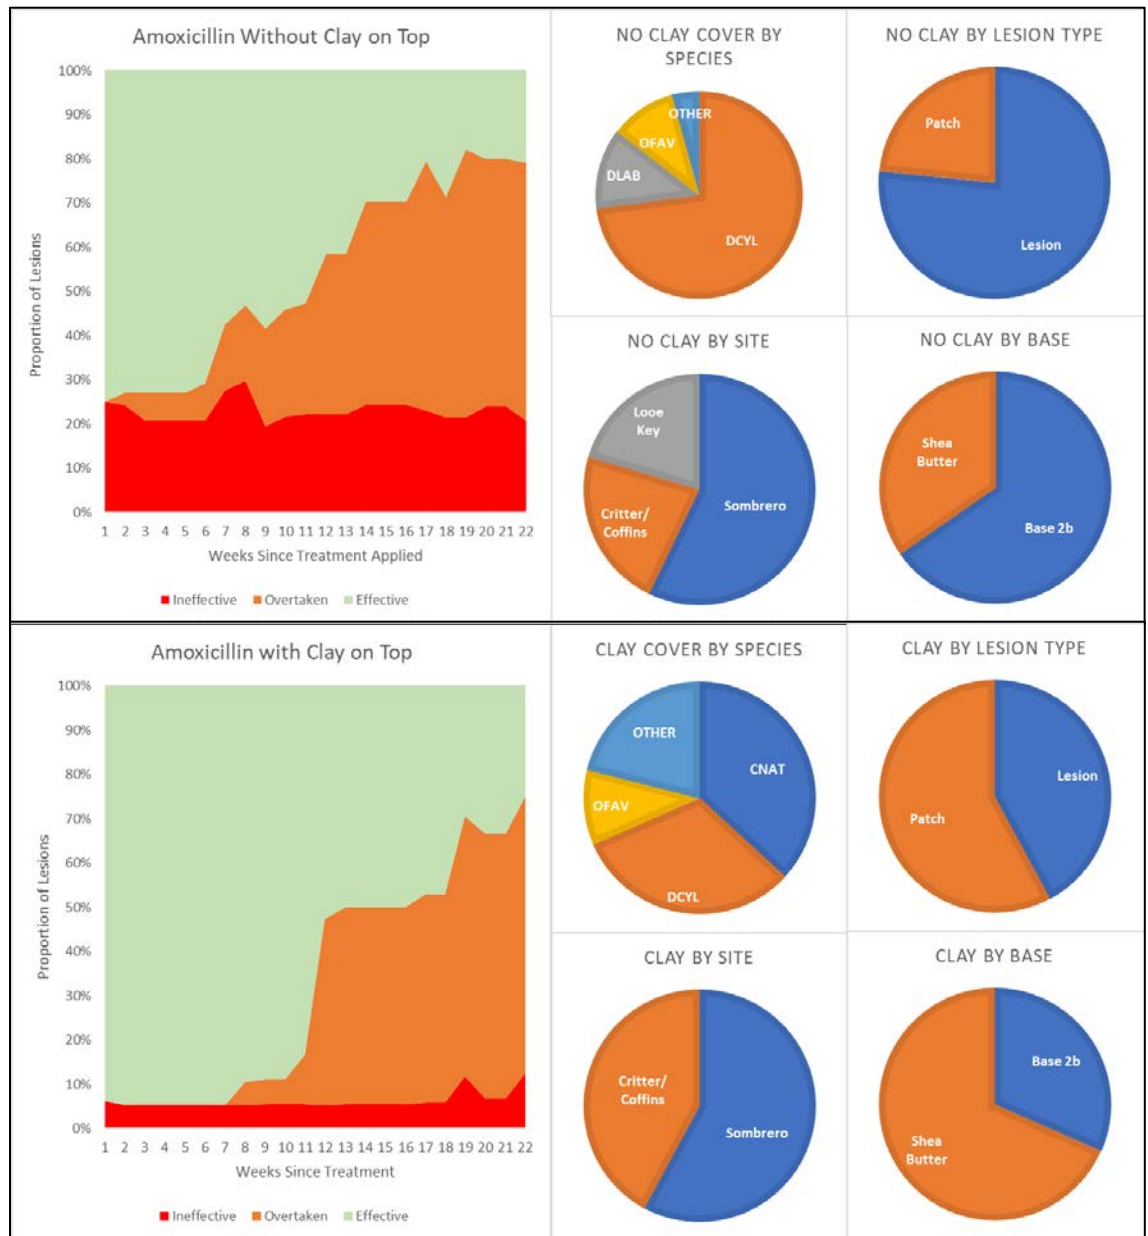 Amoxicillin Without Clay on Top
100%
90%
80%
70%
60%
50%
40%
30%
20%
10%
0%
Proportion of Lesions
1 2 3 4 5 6 7 8 9 10 11 12 13 14 15 16 17 18 19 20 21 22
Weeks Since Treatment Applied
Ineffective Overtaken Effective
NO CLAY COVER BY
SPECIES
OTHER
OFAV
DLAB
DCYL
NO CLAY BY LESION TYPE
Patch
Lesion
NO CLAY BY SITE
Looe
Key
Critter/
Coffins
Sombrero
NO CLAY BY BASE
Shea
Butter
Base 2b
Amoxicillin with Clay on Top
100%
90%
80%
70%
60%
50%
40%
30%
20%
10%
0%
Proportion of Lesions
1 2 3 4 5 6 7 8 9 10 11 12 13 14 15 16 17 18 19 20 21 22
Weeks Since Treatment
Ineffective Overtaken Effective
CLAY COVER BY SPECIES
OTHER
CNAT
OFAV
DCYL
CLAY BY LESION TYPE
Lesion
Patch
CLAY BY SITE
Critter/
Coffins
Sombrero
CLAY BY BASE
Base 2b
Shea
Butter